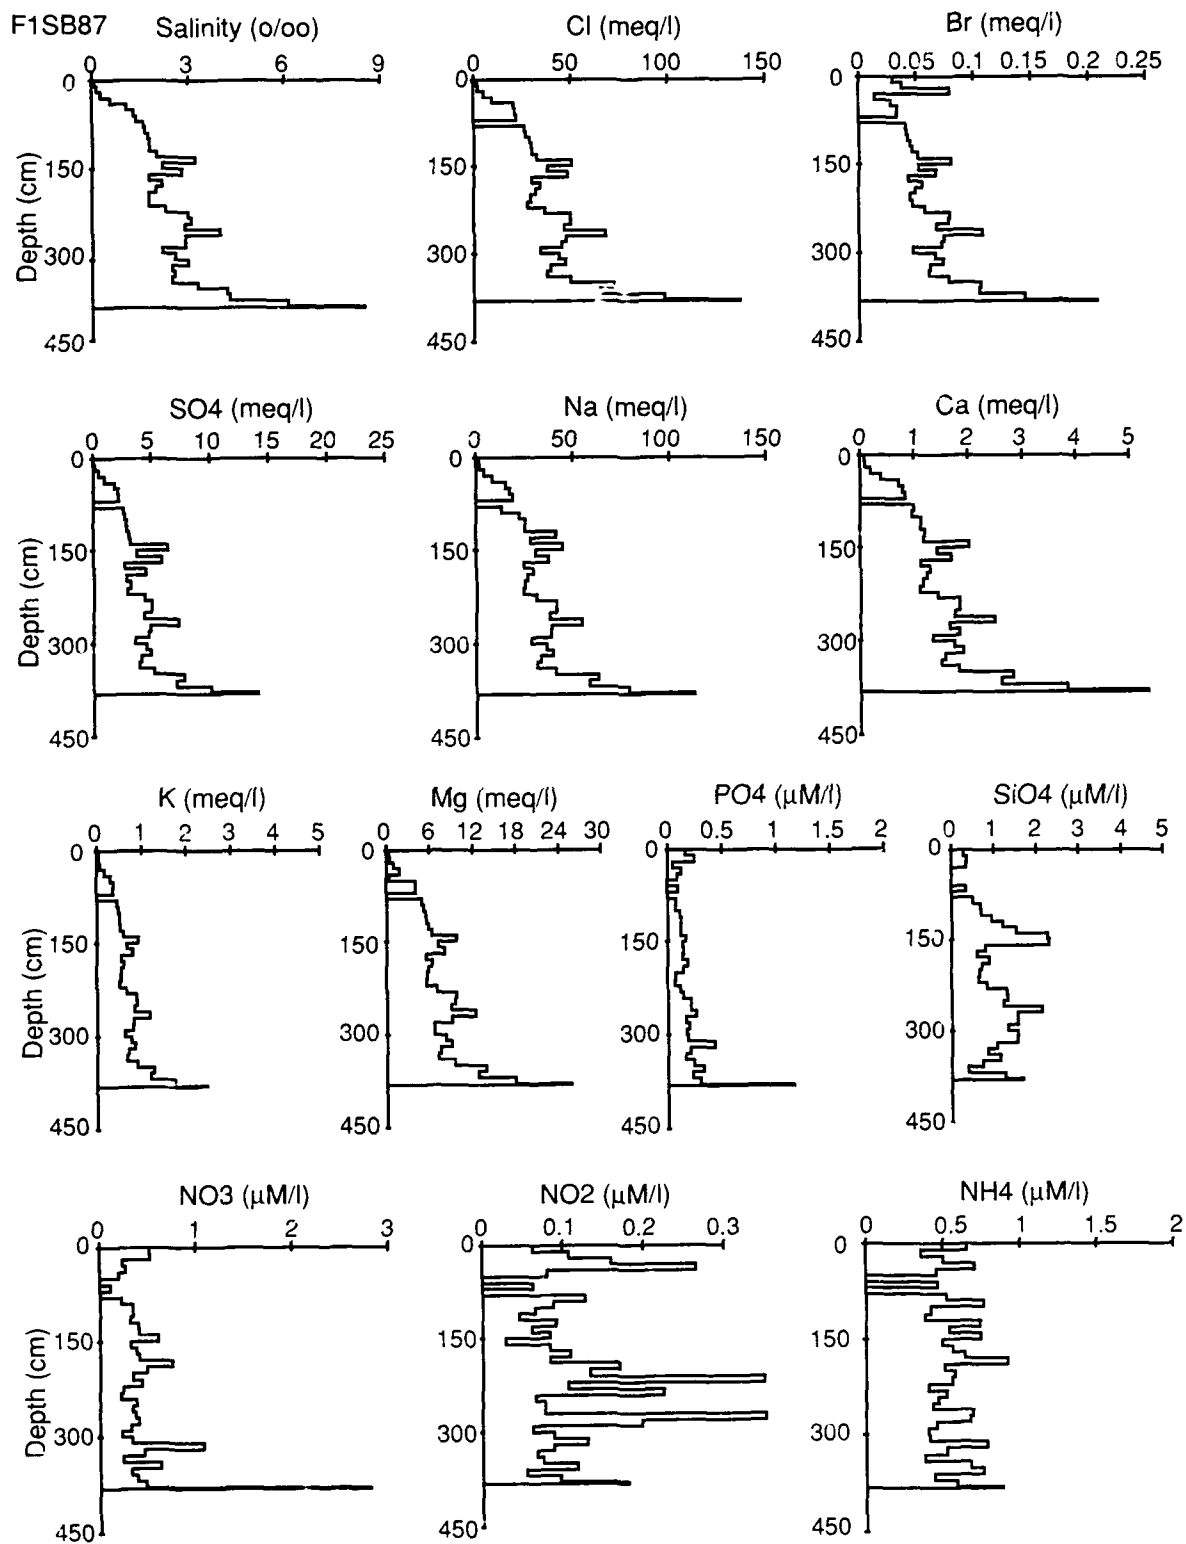 F1SB87 Salinity (o/oo) Cl (meq/l) Br (meq/i)
0 3 6 9 0 50 100 150 0 0.05 0.1 0.15 0.2 0.25
0 0 0
150 150 150
300 300 300
450 450 450
Depth (cm)
SO4 (meq/l) Na (meq/l) Ca (meq/l)
0 5 10 15 20 25 0 50 100 150 0 1 2 3 4 5
0 0 0
150 150 150
300 300 300
450 450 450
Depth (cm)
K (meq/l) Mg (meq/l) PO4 (μM/l) SiO4 (μM/l)
0 1 2 3 4 5 0 6 12 18 24 30 0 0.5 1 1.5 2 0 1 2 3 4 5
0 0 0 0
150 150 150 150
300 300 300 300
450 450 450 450
Depth (cm)
NO3 (μM/l) NO2 (μM/l) NH4 (μM/l)
0 1 2 3 0 0.1 0.2 0.3 0 0.5 1 1.5 2
0 0 0
150 150 150
300 300 300
450 450 450
Depth (cm)